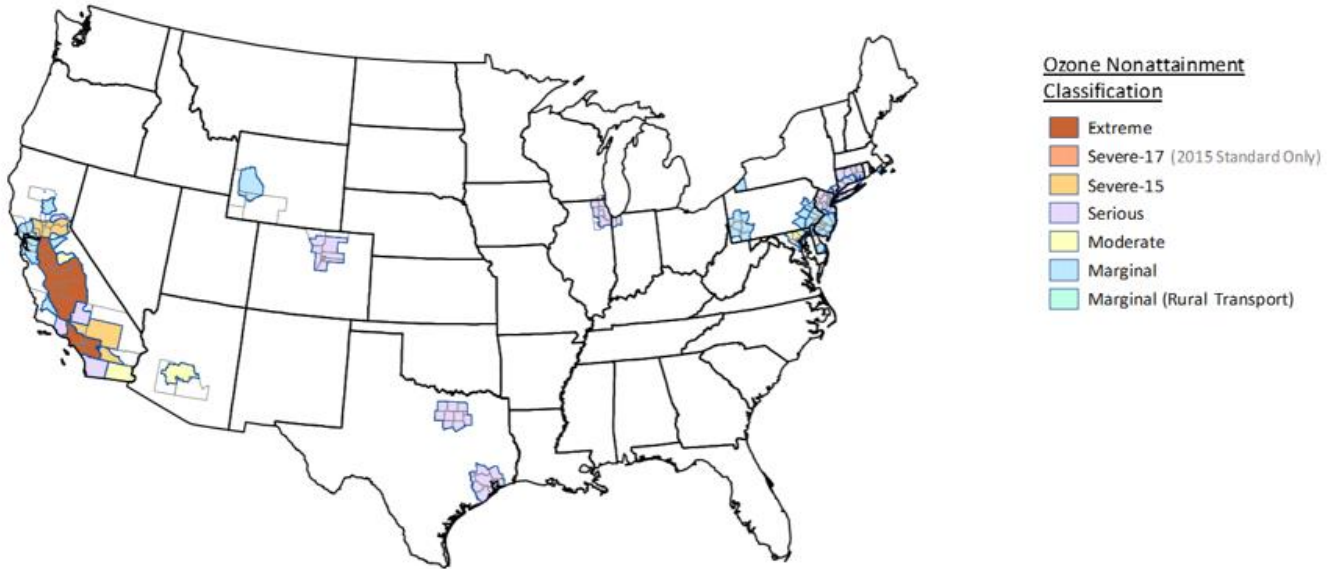 Ozone Nonattainment
Classification
Extreme
Severe-17 (2015 Standard Only)
Severe-15
Serious
Moderate
Marginal
Marginal (Rural Transport)